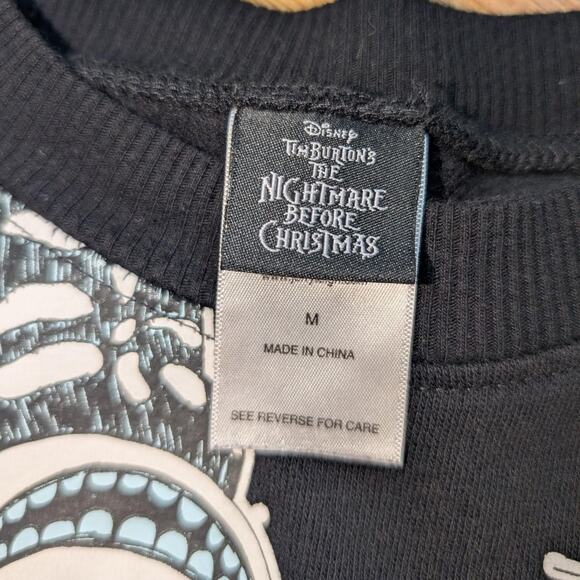 Disney
Tim Burton's
The
Nightmare
Before
Christmas
M
MADE IN CHINA
SEE REVERSE FOR CARE